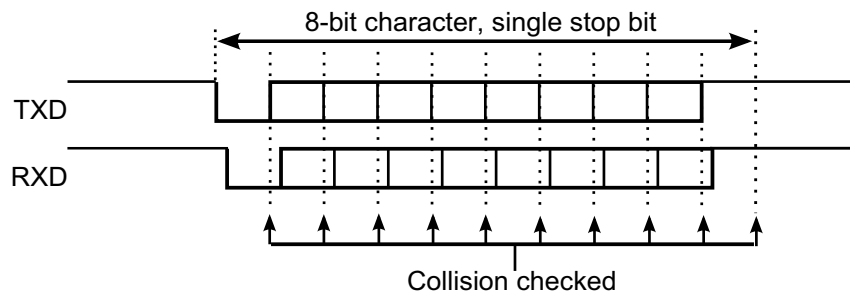 8-bit character, single stop bit
TXD
RXD
Collision checked